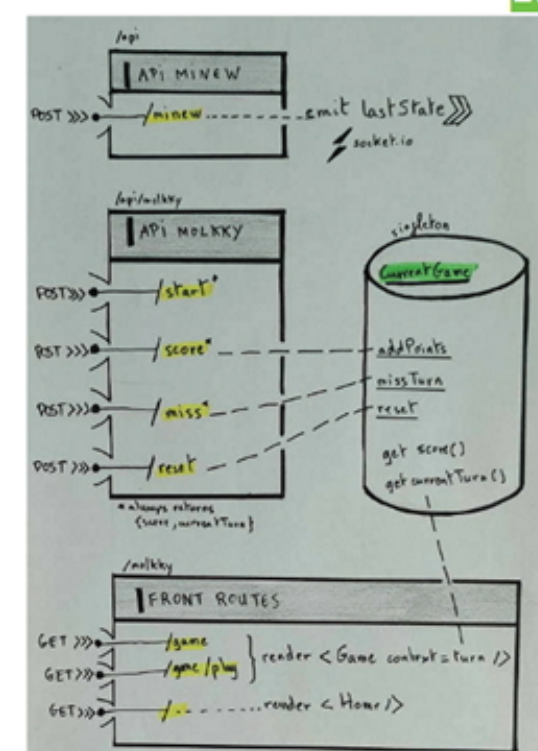 /api
API MINEW
POST >>> /minew emit lastState >>>
socket.io
/api/molkky
API MOLKKY
singleton
CurrentGame
POST >>> /start*
POST >>> /score* addPoints
POST >>> /miss* missTurn
POST >>> /reset reset
get score()
get currentTurn()
* always returns
{score, currentTurn}
/molkky
FRONT ROUTES
GET >>> /game
GET >>> /game/play } render <Game context=turn />
GET >>> / render <Home/>